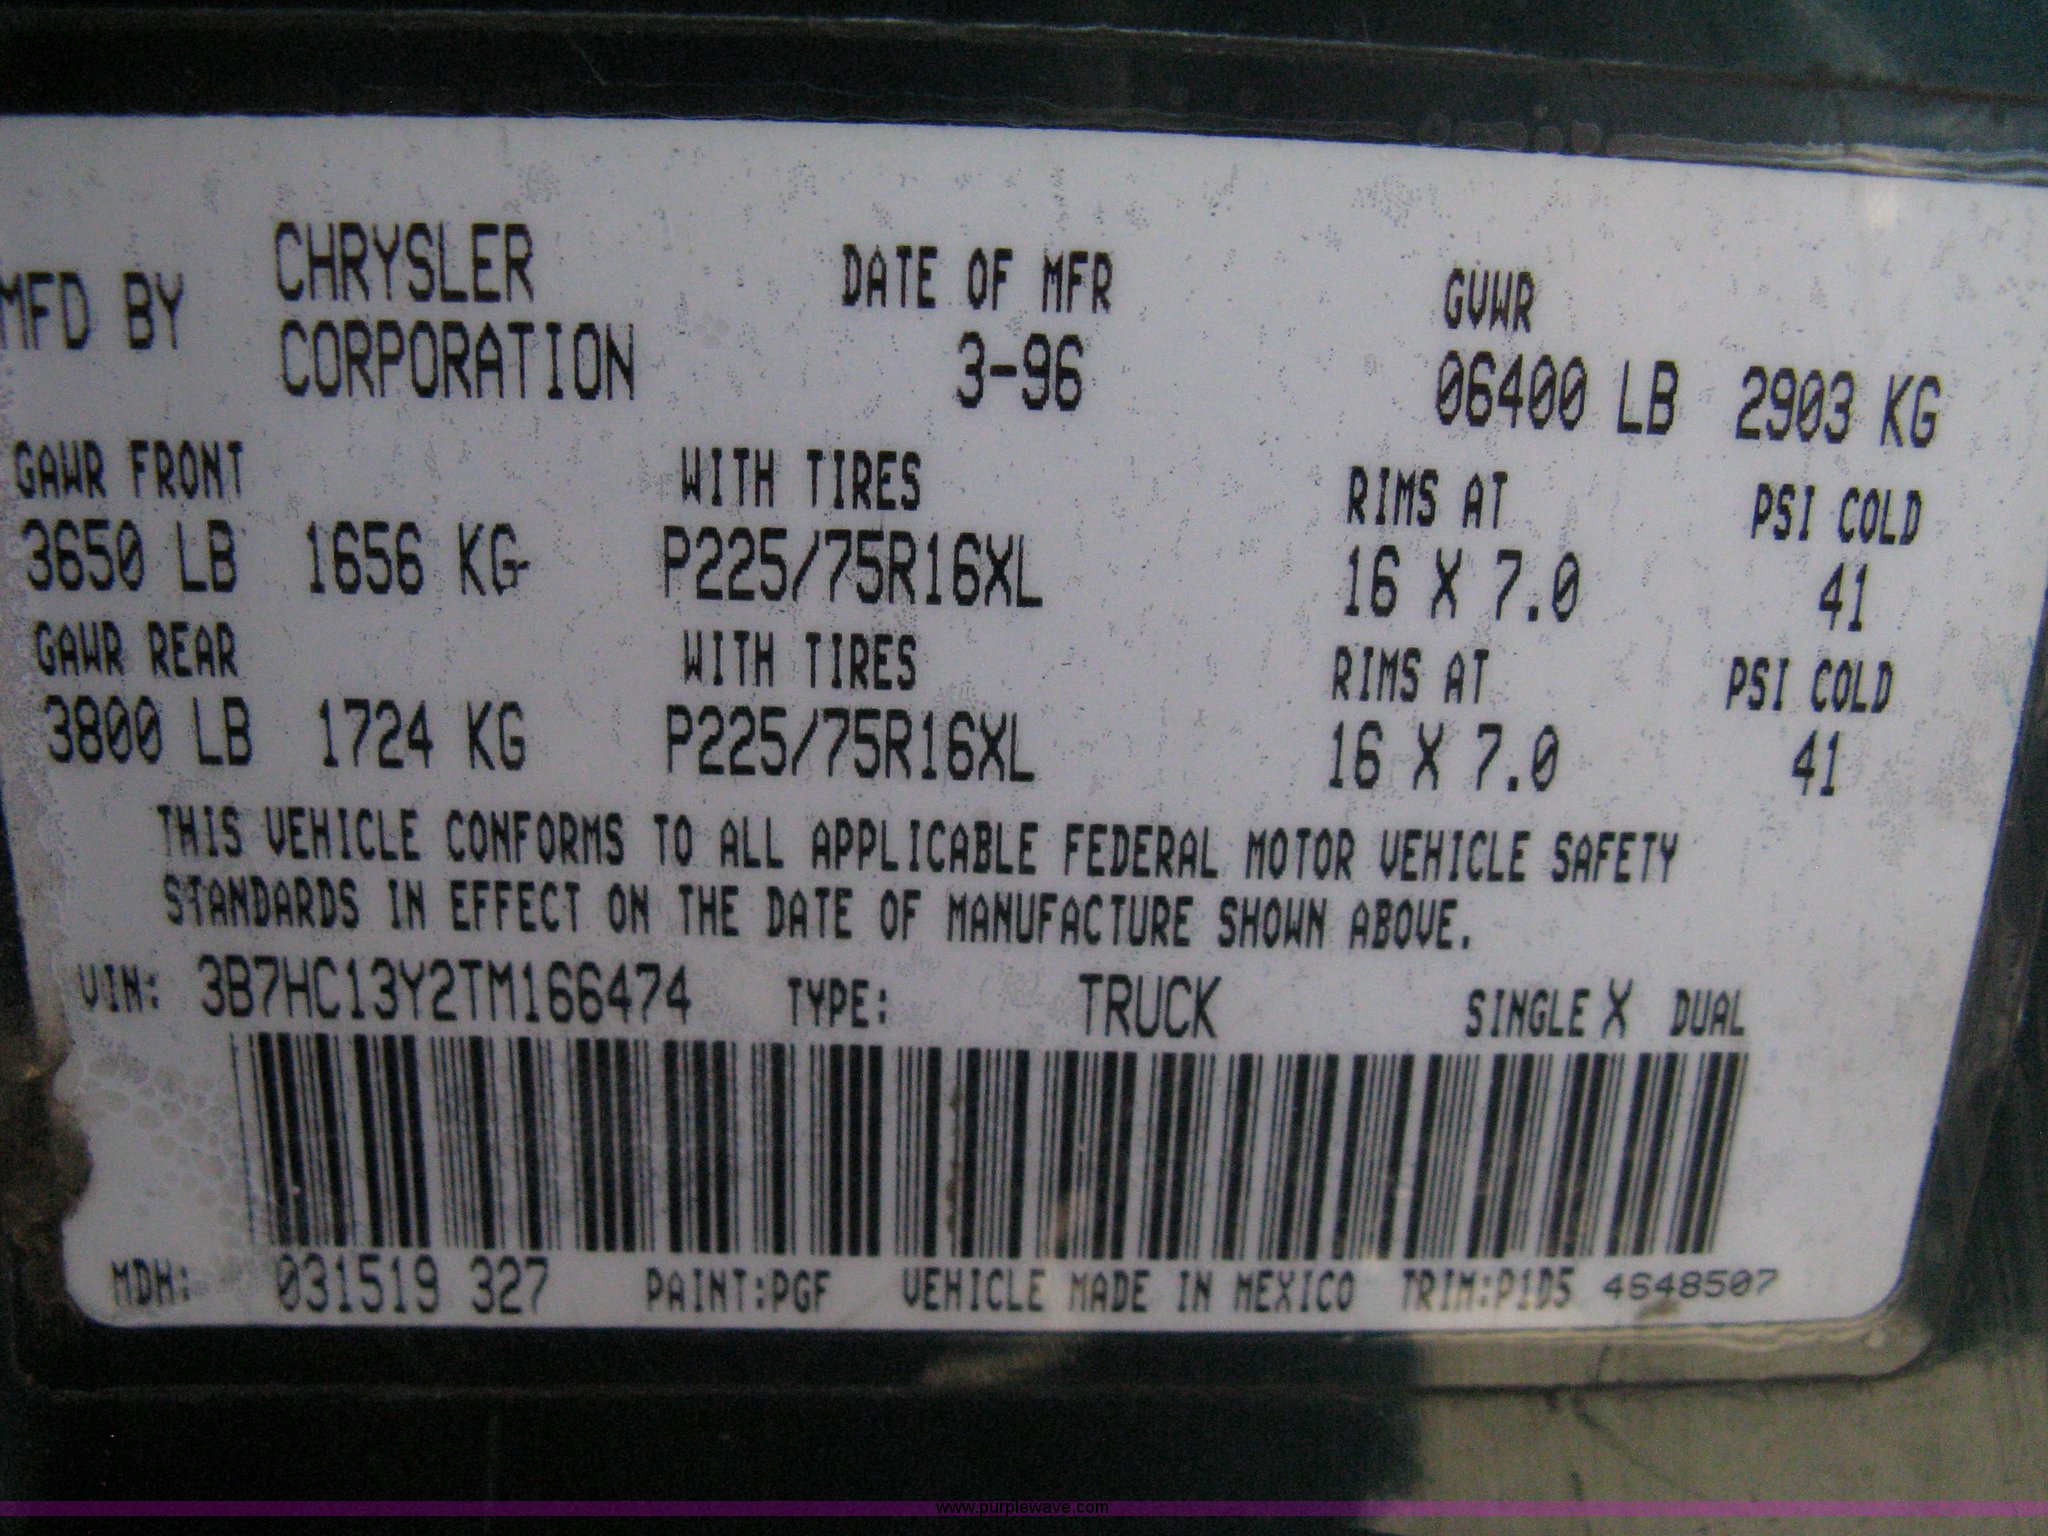 MFD BY CHRYSLER CORPORATION
DATE OF MFR
3-96
GVWR
06400 LB 2903 KG
GAWR FRONT WITH TIRES RIMS AT PSI COLD
3650 LB 1656 KG P225/75R16XL 16 X 7.0 41
GAWR REAR WITH TIRES RIMS AT PSI COLD
3800 LB 1724 KG P225/75R16XL 16 X 7.0 41
THIS VEHICLE CONFORMS TO ALL APPLICABLE FEDERAL MOTOR VEHICLE SAFETY
STANDARDS IN EFFECT ON THE DATE OF MANUFACTURE SHOWN ABOVE.
VIN: 3B7HC13Y2TM166474 TYPE: TRUCK SINGLE X DUAL
MDH: 031519 327 PAINT:PGF VEHICLE MADE IN MEXICO TRIM:P1D5 4648507
www.purplewave.com